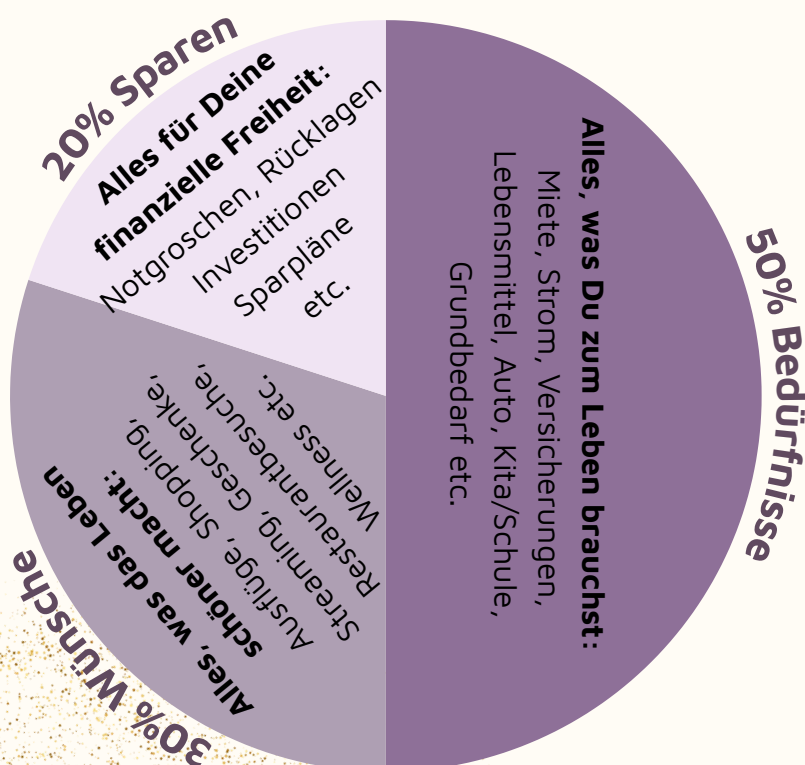 20% Sparen
Alles für Deine
finanzielle Freiheit:
Notgroschen, Rücklagen
Investitionen
Sparpläne
etc.
50% Bedürfnisse
Alles, was Du zum Leben brauchst:
Miete, Strom, Versicherungen,
Lebensmittel, Auto, Kita/Schule,
Grundbedarf etc.
30% Wünsche
Alles, was das Leben
schöner macht:
Ausflüge, Shopping,
Streaming, Geschenke,
Restaurantbesuche,
Wellness etc.